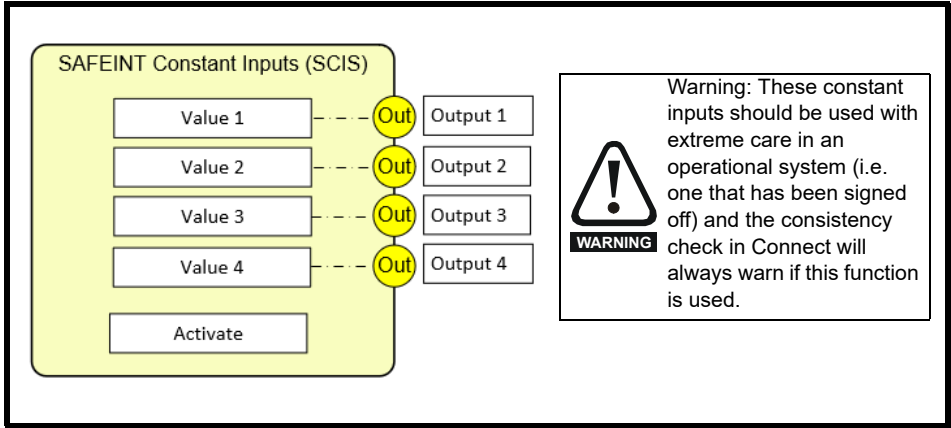 SAFEINT Constant Inputs (SCIS)
Value 1 Out Output 1
Value 2 Out Output 2
Value 3 Out Output 3
Value 4 Out Output 4
Activate
WARNING
Warning: These constant
inputs should be used with
extreme care in an
operational system (i.e.
one that has been signed
off) and the consistency
check in Connect will
always warn if this function
is used.